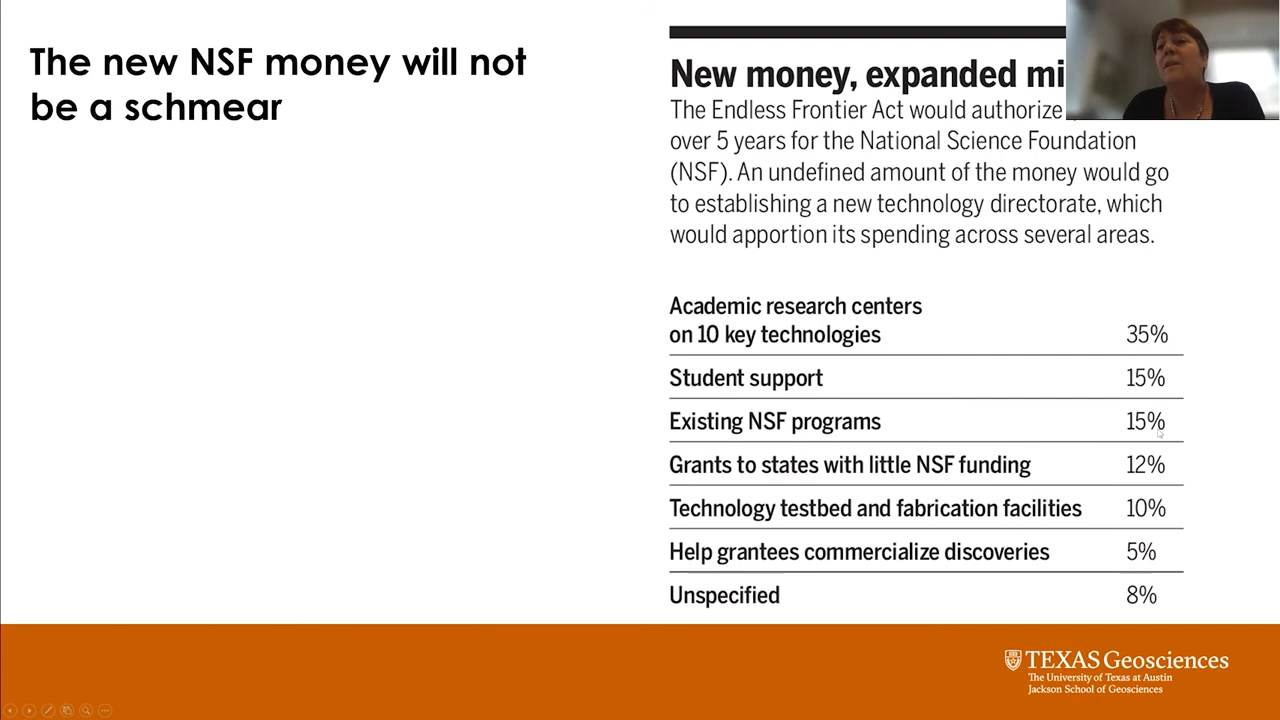 The new NSF money will not
be a schmear
New money, expanded
The Endless Frontier Act would authorize
over 5 years for the National Science Foundation
(NSF). An undefined amount of the money would go
to establishing a new technology directorate, which
would apportion its spending across several areas.
Academic research centers
on 10 key technologies 35%
Student support 15%
Existing NSF programs 15%
Grants to states with little NSF funding 12%
Technology testbed and fabrication facilities 10%
Help grantees commercialize discoveries 5%
Unspecified 8%
TEXAS Geosciences
The University of Texas at Austin
Jackson School of Geosciences